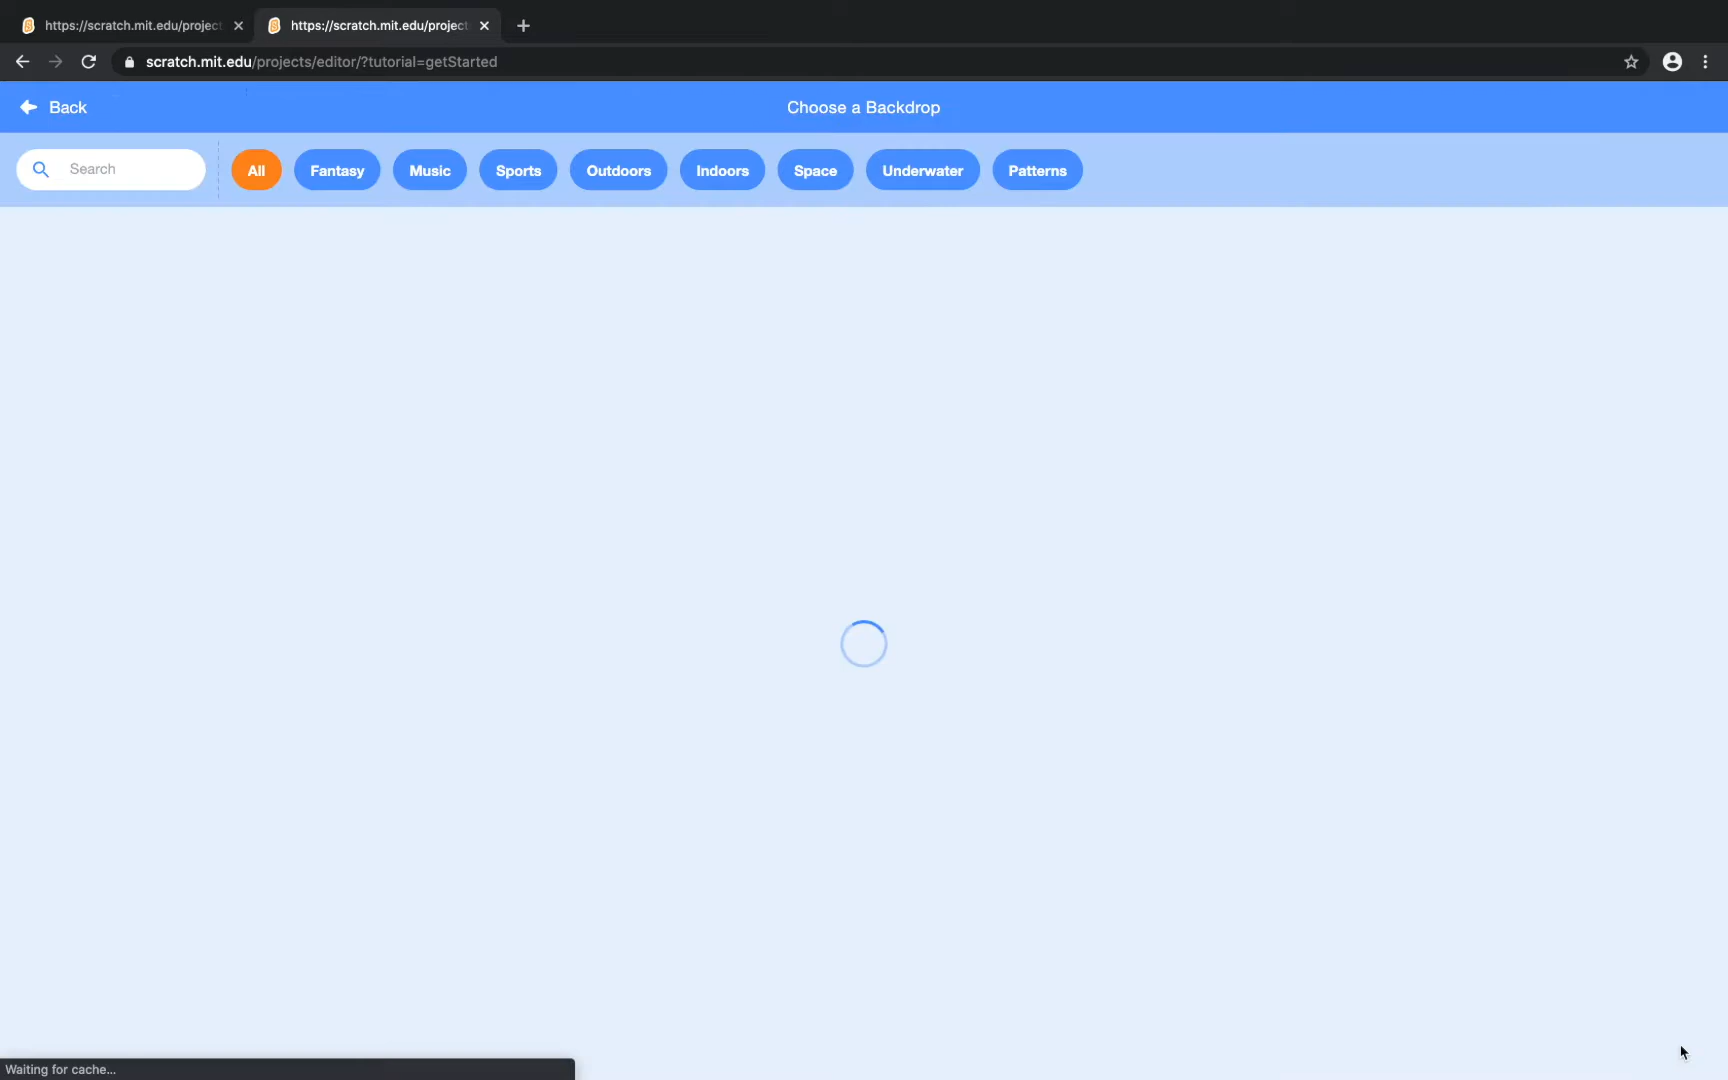 https://scratch.mit.edu/project
https://scratch.mit.edu/project
scratch.mit.edu/projects/editor/?tutorial=getStarted
Back
Choose a Backdrop
Search
All
Fantasy
Music
Sports
Outdoors
Indoors
Space
Underwater
Patterns
Waiting for cache...